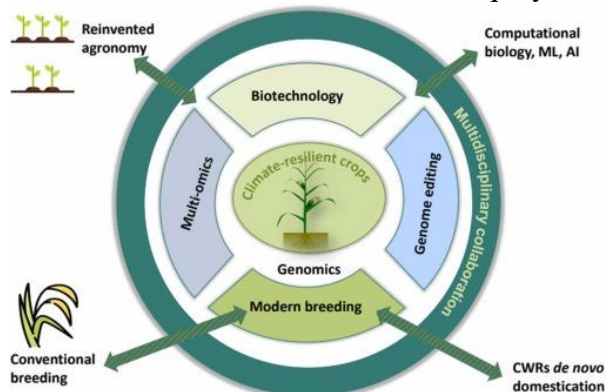 Reinvented
agronomy
Computational
biology, ML, AI
Biotechnology
Multi-omics
Climate-resilient crops
Genome editing
Multidisciplinary collaboration
Genomics
Modern breeding
Conventional
breeding
CWRs de novo
domestication